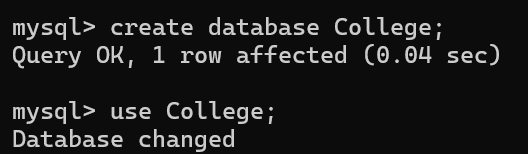 mysql> create database College;
Query OK, 1 row affected (0.04 sec)
mysql> use College;
Database changed